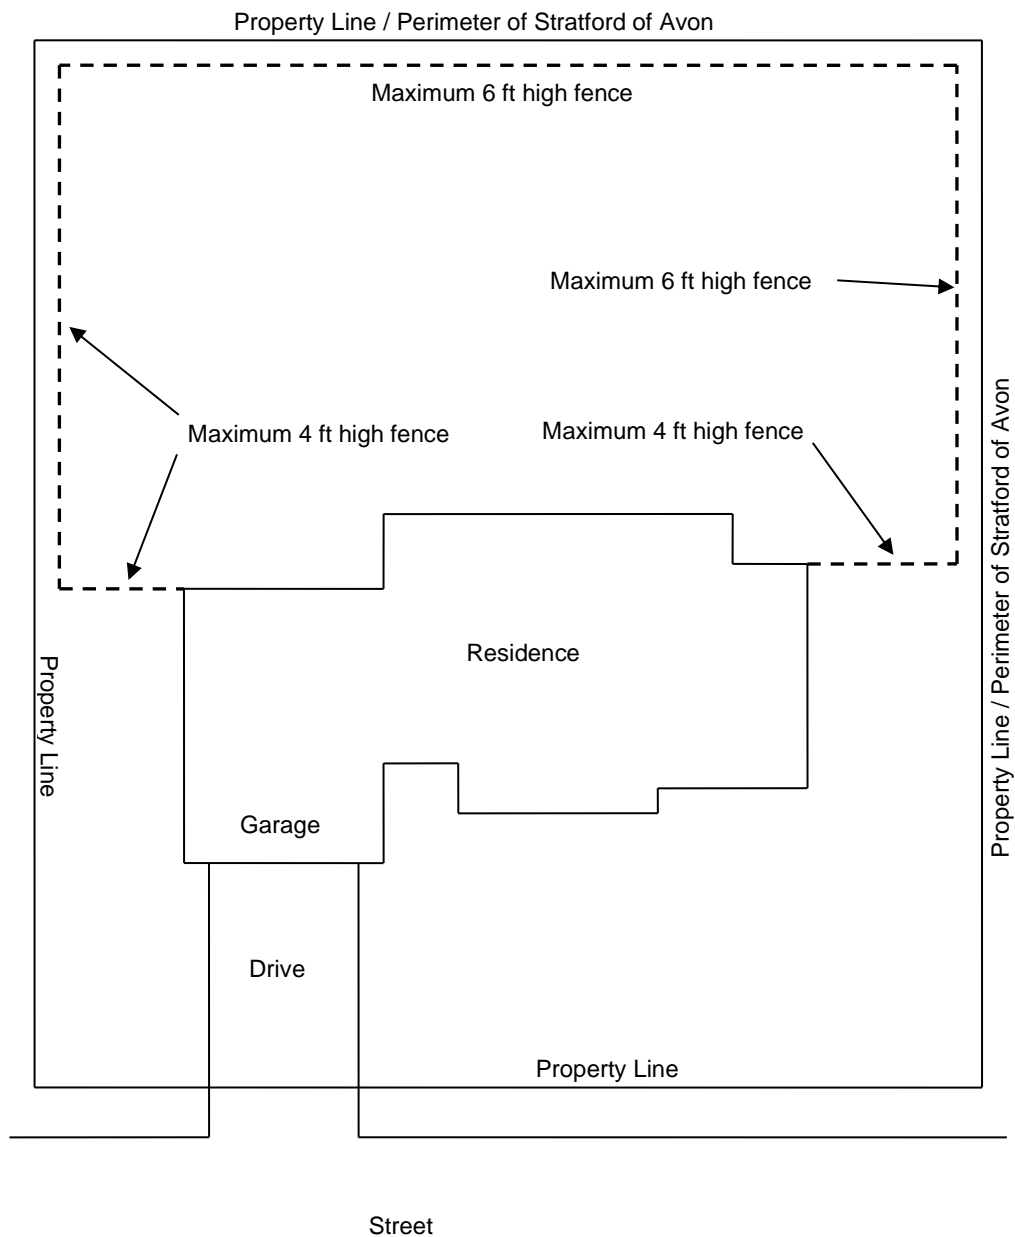 Property Line / Perimeter of Stratford of Avon
Maximum 6 ft high fence
Maximum 6 ft high fence
Maximum 4 ft high fence
Maximum 4 ft high fence
Property Line / Perimeter of Stratford of Avon
Residence
Property Line
Garage
Drive
Property Line
Street